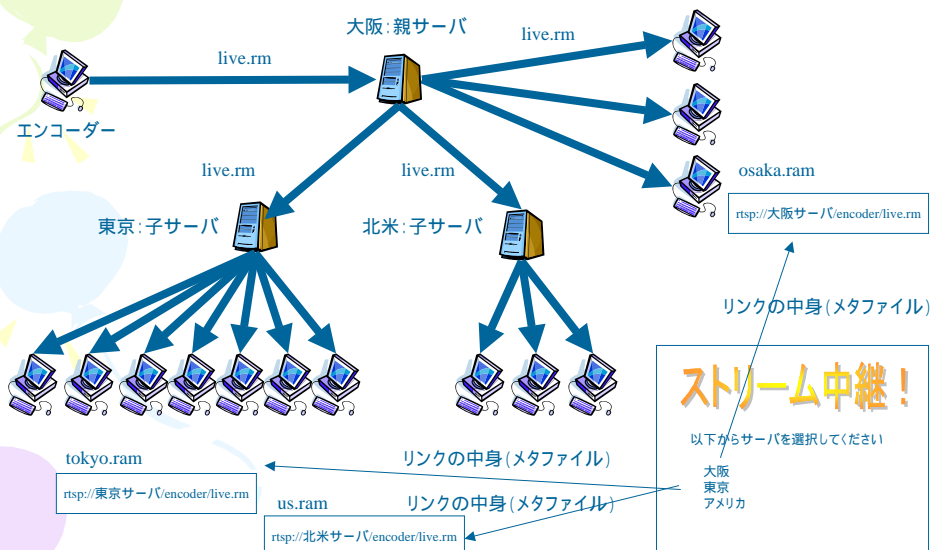 大阪:親サーバ
live.rm
live.rm
エンコーダー
live.rm
live.rm
osaka.ram
rtsp://大阪サーバ/encoder/live.rm
東京:子サーバ
北米:子サーバ
リンクの中身(メタファイル)
ストリーム中継!
以下からサーバを選択してください
大阪
東京
アメリカ
tokyo.ram
リンクの中身(メタファイル)
rtsp://東京サーバ/encoder/live.rm
us.ram
リンクの中身(メタファイル)
rtsp://北米サーバ/encoder/live.rm